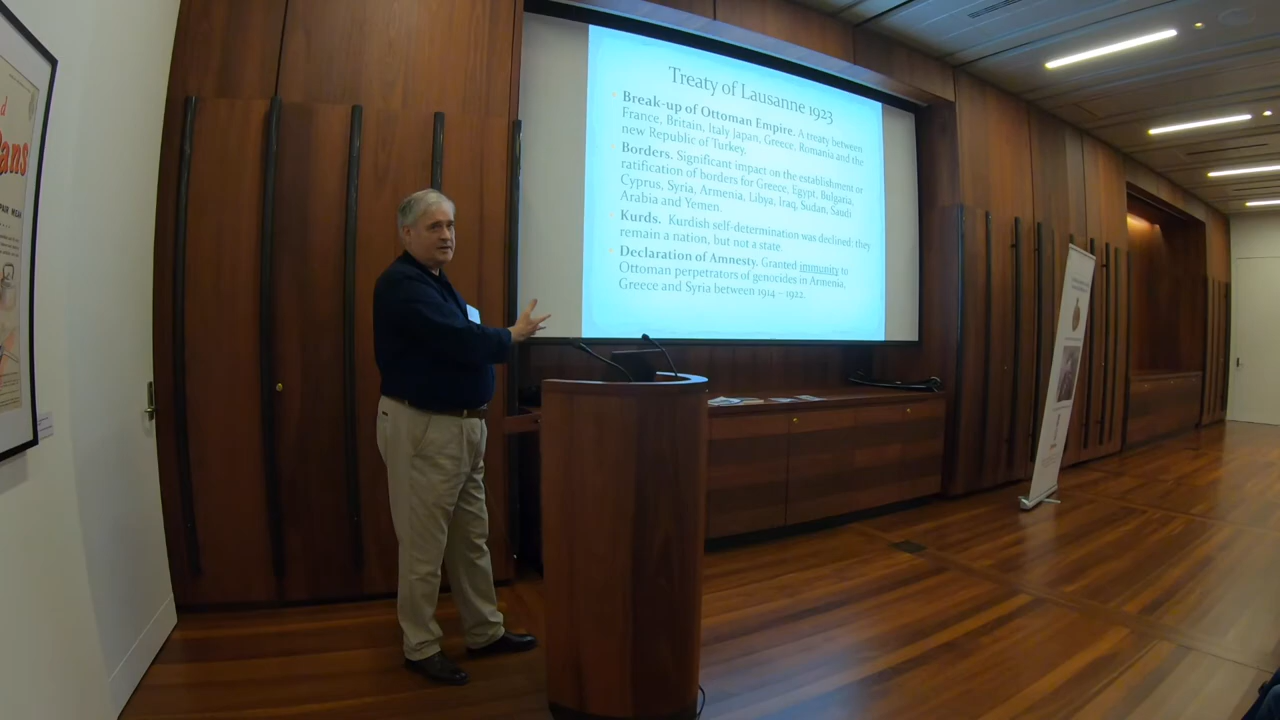 Treaty of Lausanne 1923
Break-up of Ottoman Empire. A treaty between
France, Britain, Italy Japan, Greece, Romania and the
new Republic of Turkey.
Borders. Significant impact on the establishment or
ratification of borders for Greece, Egypt, Bulgaria,
Cyprus, Syria, Armenia, Libya, Iraq, Sudan, Saudi
Arabia and Yemen.
Kurds. Kurdish self-determination was declined; they
remain a nation, but not a state.
Declaration of Amnesty. Granted immunity to
Ottoman perpetrators of genocides in Armenia,
Greece and Syria between 1914 – 1922.